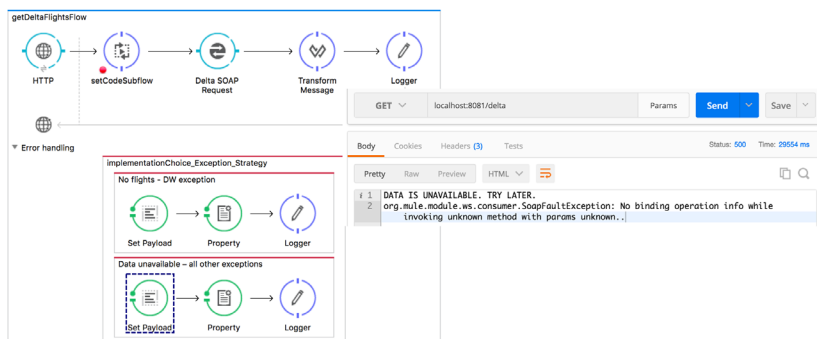 getDeltaFlightsFlow
HTTP
setCodeSubflow
Delta SOAP
Request
Transform
Message
Logger
Error handling
implementationChoice_Exception_Strategy
No flights - DW exception
Set Payload
Property
Logger
Data unavailable – all other exceptions
Set Payload
Property
Logger
GET
localhost:8081/delta
Params
Send
Save
Body
Cookies
Headers (3)
Tests
Status: 500
Time: 29554 ms
Pretty
Raw
Preview
HTML
i 1 DATA IS UNAVAILABLE. TRY LATER.
2 org.mule.module.ws.consumer.SoapFaultException: No binding operation info while
invoking unknown method with params unknown..